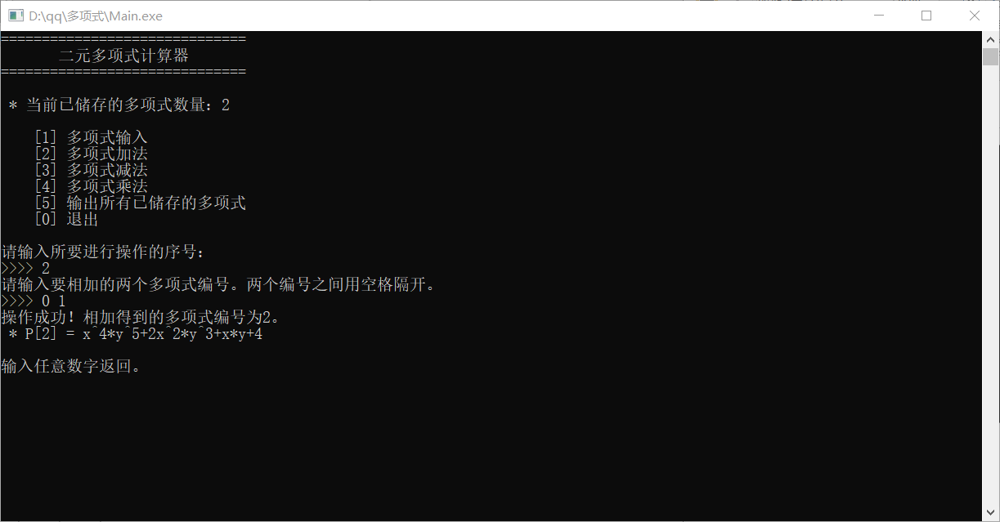 D:\qq\多项式\Main.exe
==============================
二元多项式计算器
==============================
* 当前已储存的多项式数量：2
[1] 多项式输入
[2] 多项式加法
[3] 多项式减法
[4] 多项式乘法
[5] 输出所有已储存的多项式
[0] 退出
请输入所要进行操作的序号：
>>>> 2
请输入要相加的两个多项式编号。两个编号之间用空格隔开。
>>>> 0 1
操作成功！相加得到的多项式编号为2。
* P[2] = x^4*y^5+2x^2*y^3+x*y+4
输入任意数字返回。